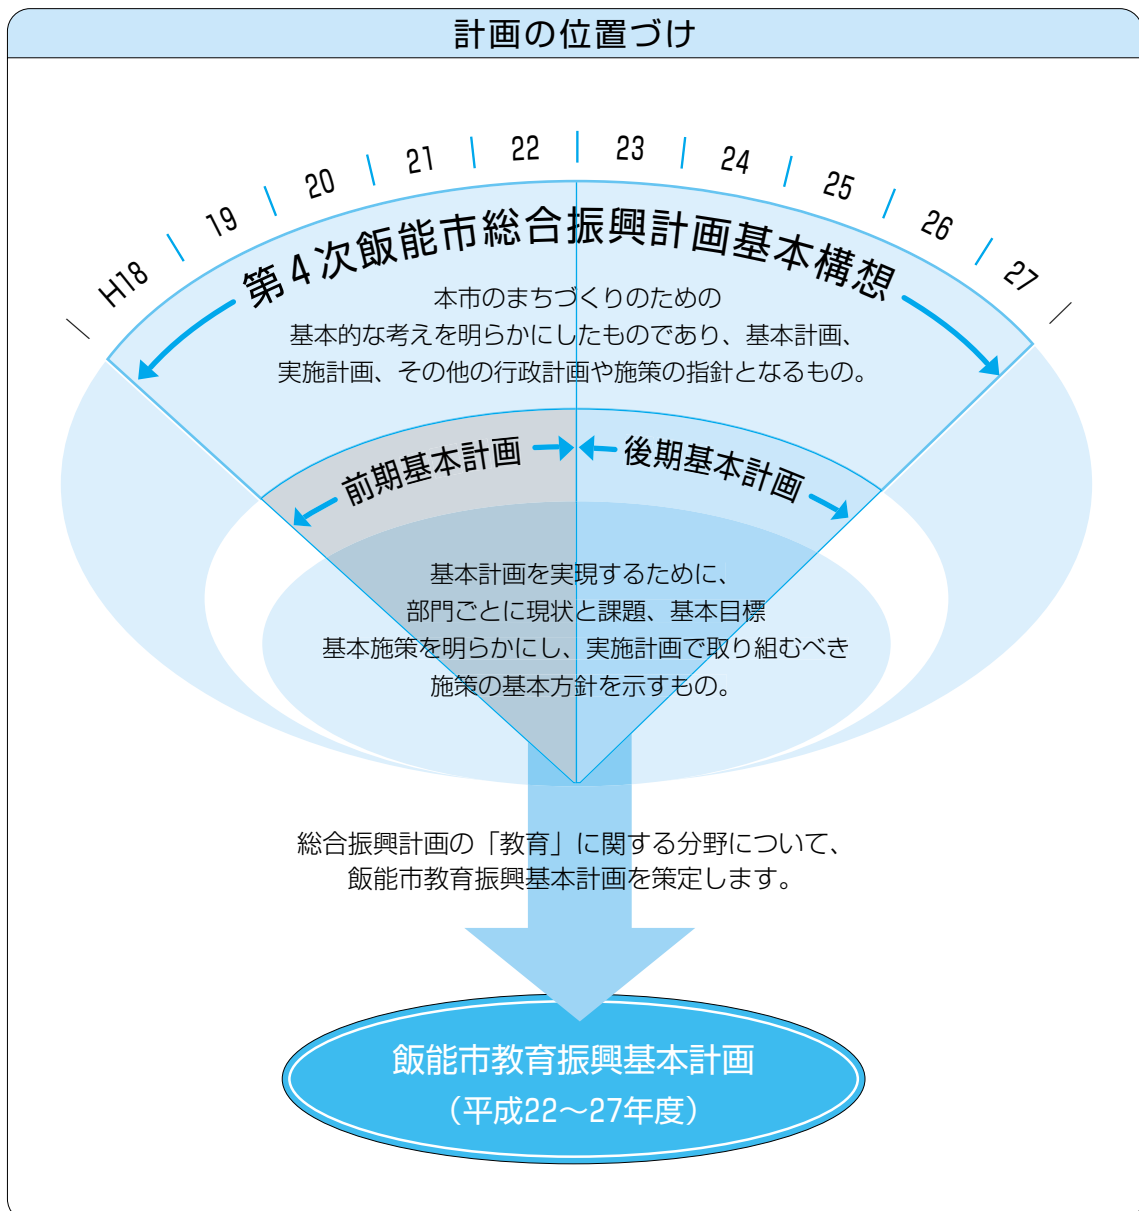 計画の位置づけ
H18 19 20 21 22 23 24 25 26 27
第4次飯能市総合振興計画基本構想
本市のまちづくりのための
基本的な考えを明らかにしたものであり、基本計画、
実施計画、その他の行政計画や施策の指針となるもの。
前期基本計画 後期基本計画
基本計画を実現するために、
部門ごとに現状と課題、基本目標
基本施策を明らかにし、実施計画で取り組むべき
施策の基本方針を示すもの。
総合振興計画の「教育」に関する分野について、
飯能市教育振興基本計画を策定します。
飯能市教育振興基本計画
（平成22～27年度）